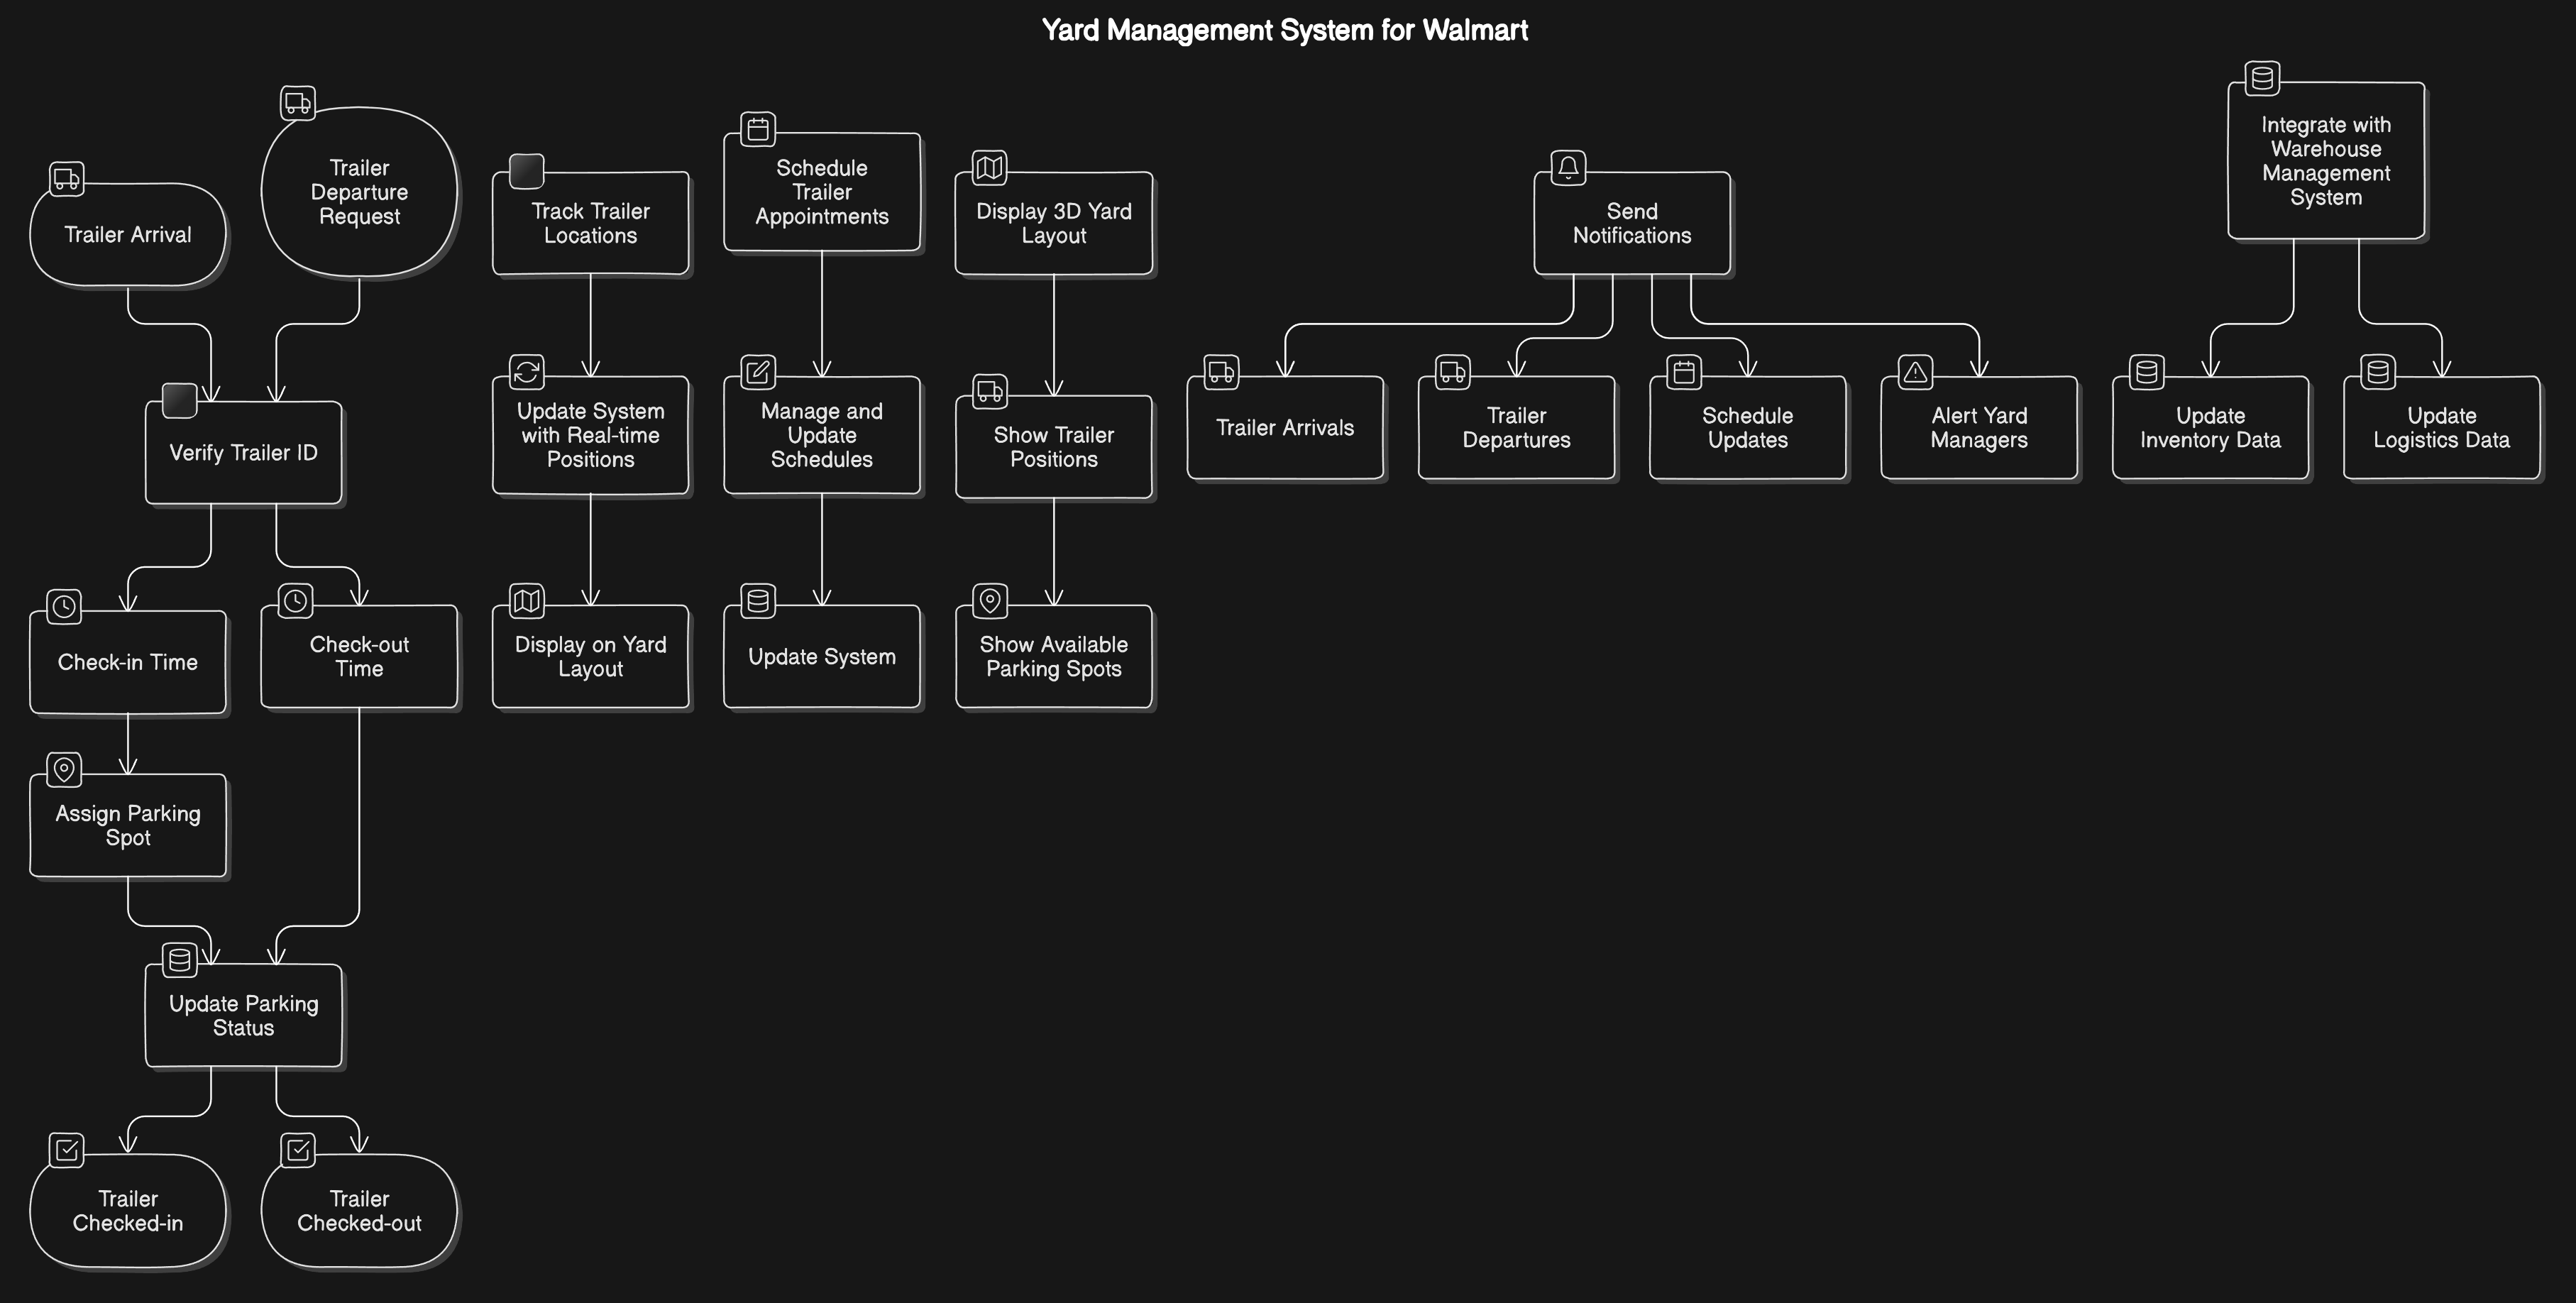 Yard Management System for Walmart
Trailer Arrival
Trailer
Departure
Request
Track Trailer
Locations
Schedule
Trailer
Appointments
Display 3D Yard
Layout
Send
Notifications
Integrate with
Warehouse
Management
System
Verify Trailer ID
Update System
with Real-time
Positions
Manage and
Update
Schedules
Show Trailer
Positions
Trailer Arrivals
Trailer
Departures
Schedule
Updates
Alert Yard
Managers
Update
Inventory Data
Update
Logistics Data
Check-in Time
Check-out
Time
Display on Yard
Layout
Update System
Show Available
Parking Spots
Assign Parking
Spot
Update Parking
Status
Trailer
Checked-in
Trailer
Checked-out